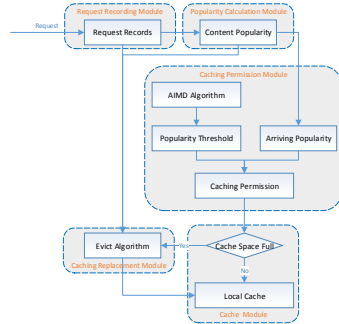 Request Recording Module
Popularity Calculation Module
Request
Request Records
Content Popularity
Caching Permission Module
AIMD Algorithm
Popularity Threshold
Arriving Popularity
Caching Permission
Evict Algorithm
Yes
Cache Space Full
Caching Replacement Module
No
Local Cache
Cache Module